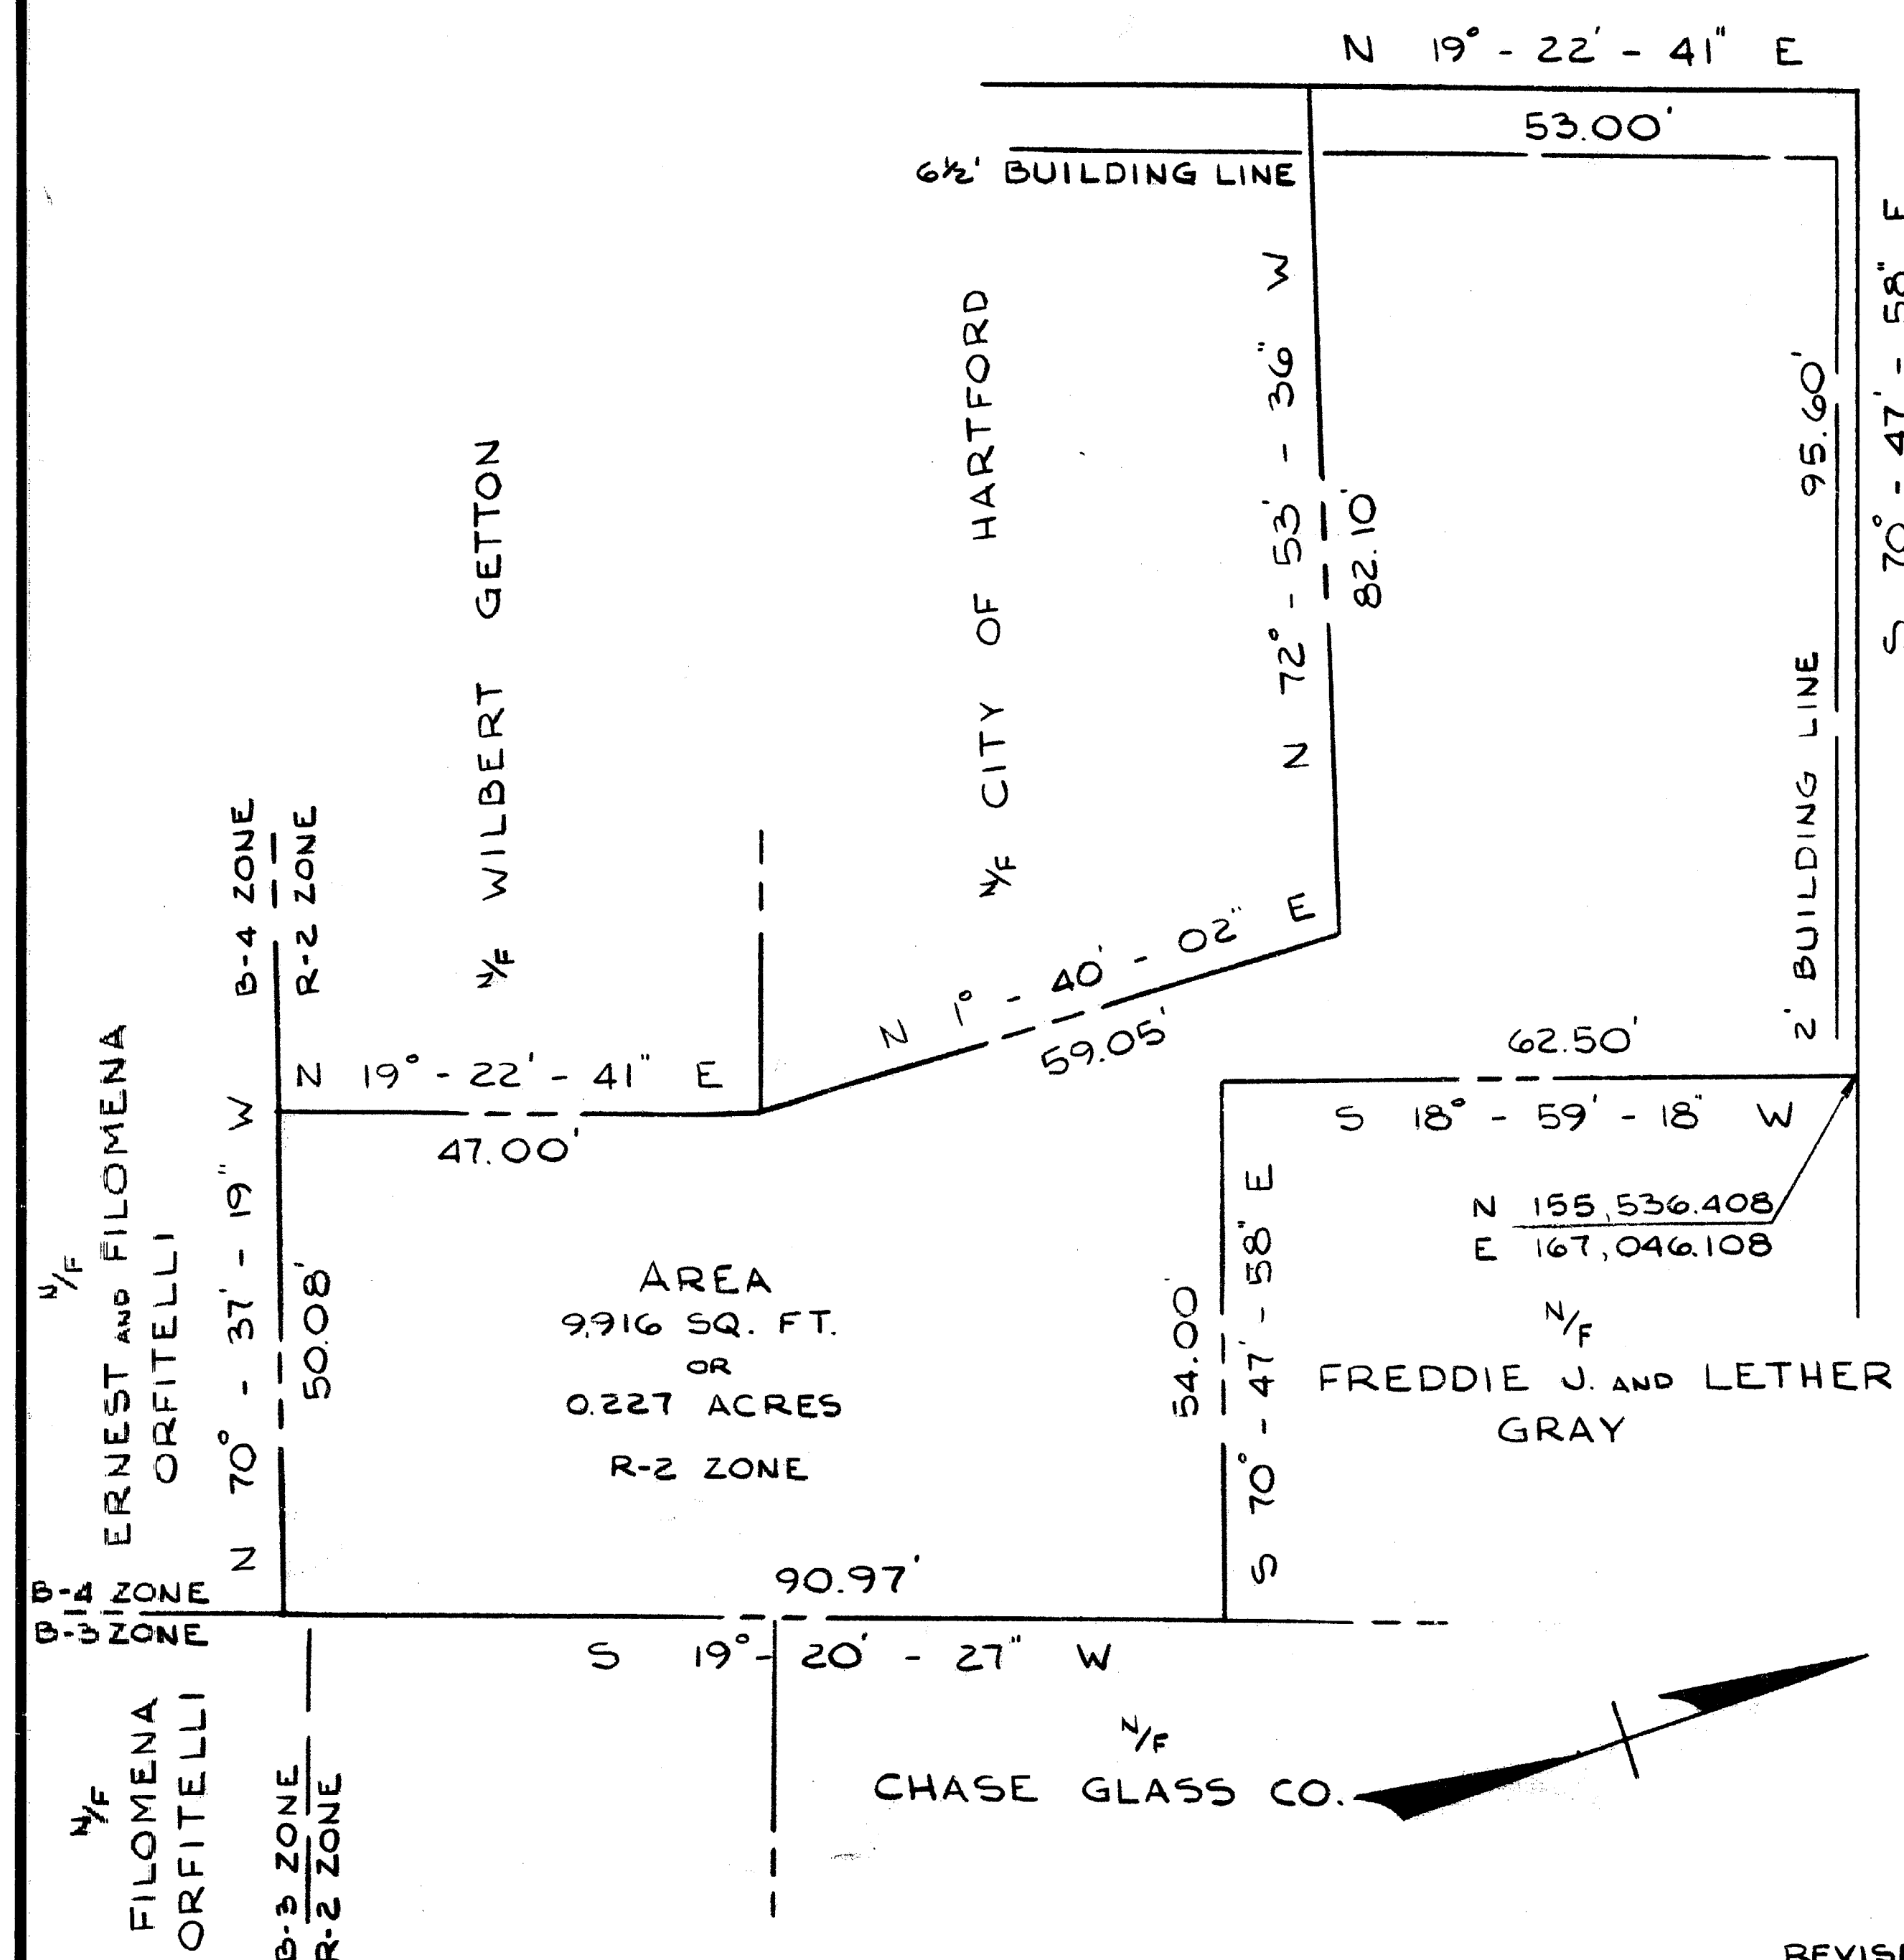 N 19° - 22' - 41" E
53.00'
6½' BUILDING LINE
S 70° - 47' - 58" E
95.60'
2' BUILDING LINE
N 72° - 53' - 36" W
82.10'
N/F CITY OF HARTFORD
N/F WILBERT GETTON
B-4 ZONE
R-2 ZONE
N 1° - 40' - 02" E
59.05'
N 19° - 22' - 41" E
47.00'
62.50'
S 18° - 59' - 18" W
N 155,536.408
E 167,046.108
N/F
FREDDIE J. AND LETHER
GRAY
N/F
ERNEST AND FILOMENA
ORFITELLI
N 70° - 37' - 19" W
50.08'
AREA
9,916 SQ. FT.
OR
0.227 ACRES
R-2 ZONE
54.00'
S 70° - 47' - 58" E
B-4 ZONE
B-3 ZONE
90.97'
S 19° - 20' - 27" W
N/F
CHASE GLASS CO.
N/F
FILOMENA
ORFITELLI
B-3 ZONE
R-2 ZONE